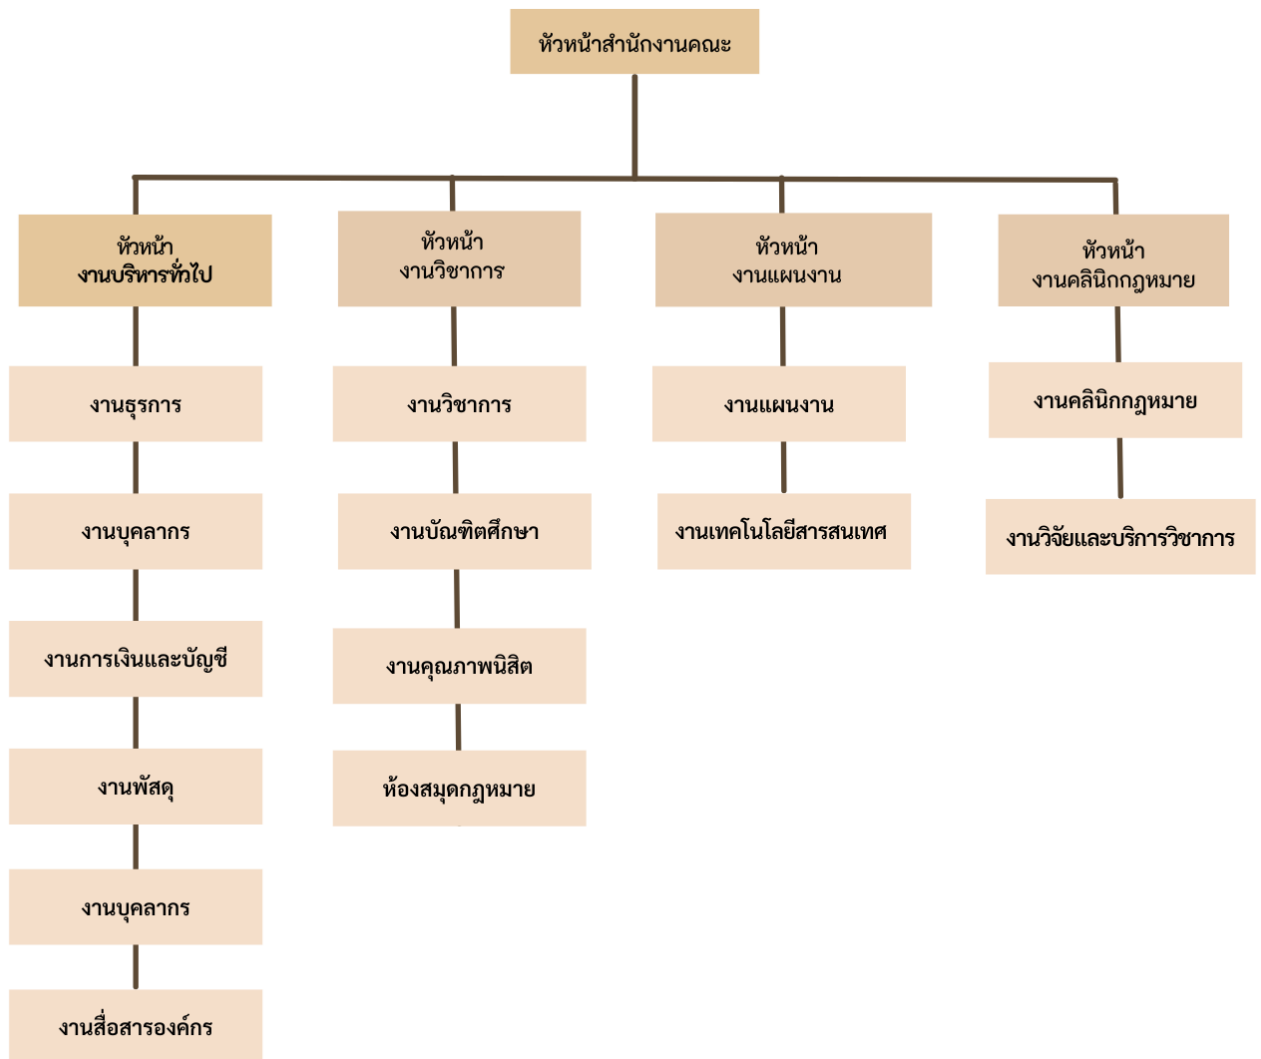 หัวหน้าสำนักงานคณะ
หัวหน้า
งานบริหารทั่วไป
หัวหน้า
งานวิชาการ
หัวหน้า
งานแผนงาน
หัวหน้า
งานคลินิกกฎหมาย
งานธุรการ
งานวิชาการ
งานแผนงาน
งานคลินิกกฎหมาย
งานบุคลากร
งานบัณฑิตศึกษา
งานเทคโนโลยีสารสนเทศ
งานวิจัยและบริการวิชาการ
งานการเงินและบัญชี
งานคุณภาพนิสิต
งานพัสดุ
ห้องสมุดกฎหมาย
งานบุคลากร
งานสื่อสารองค์กร